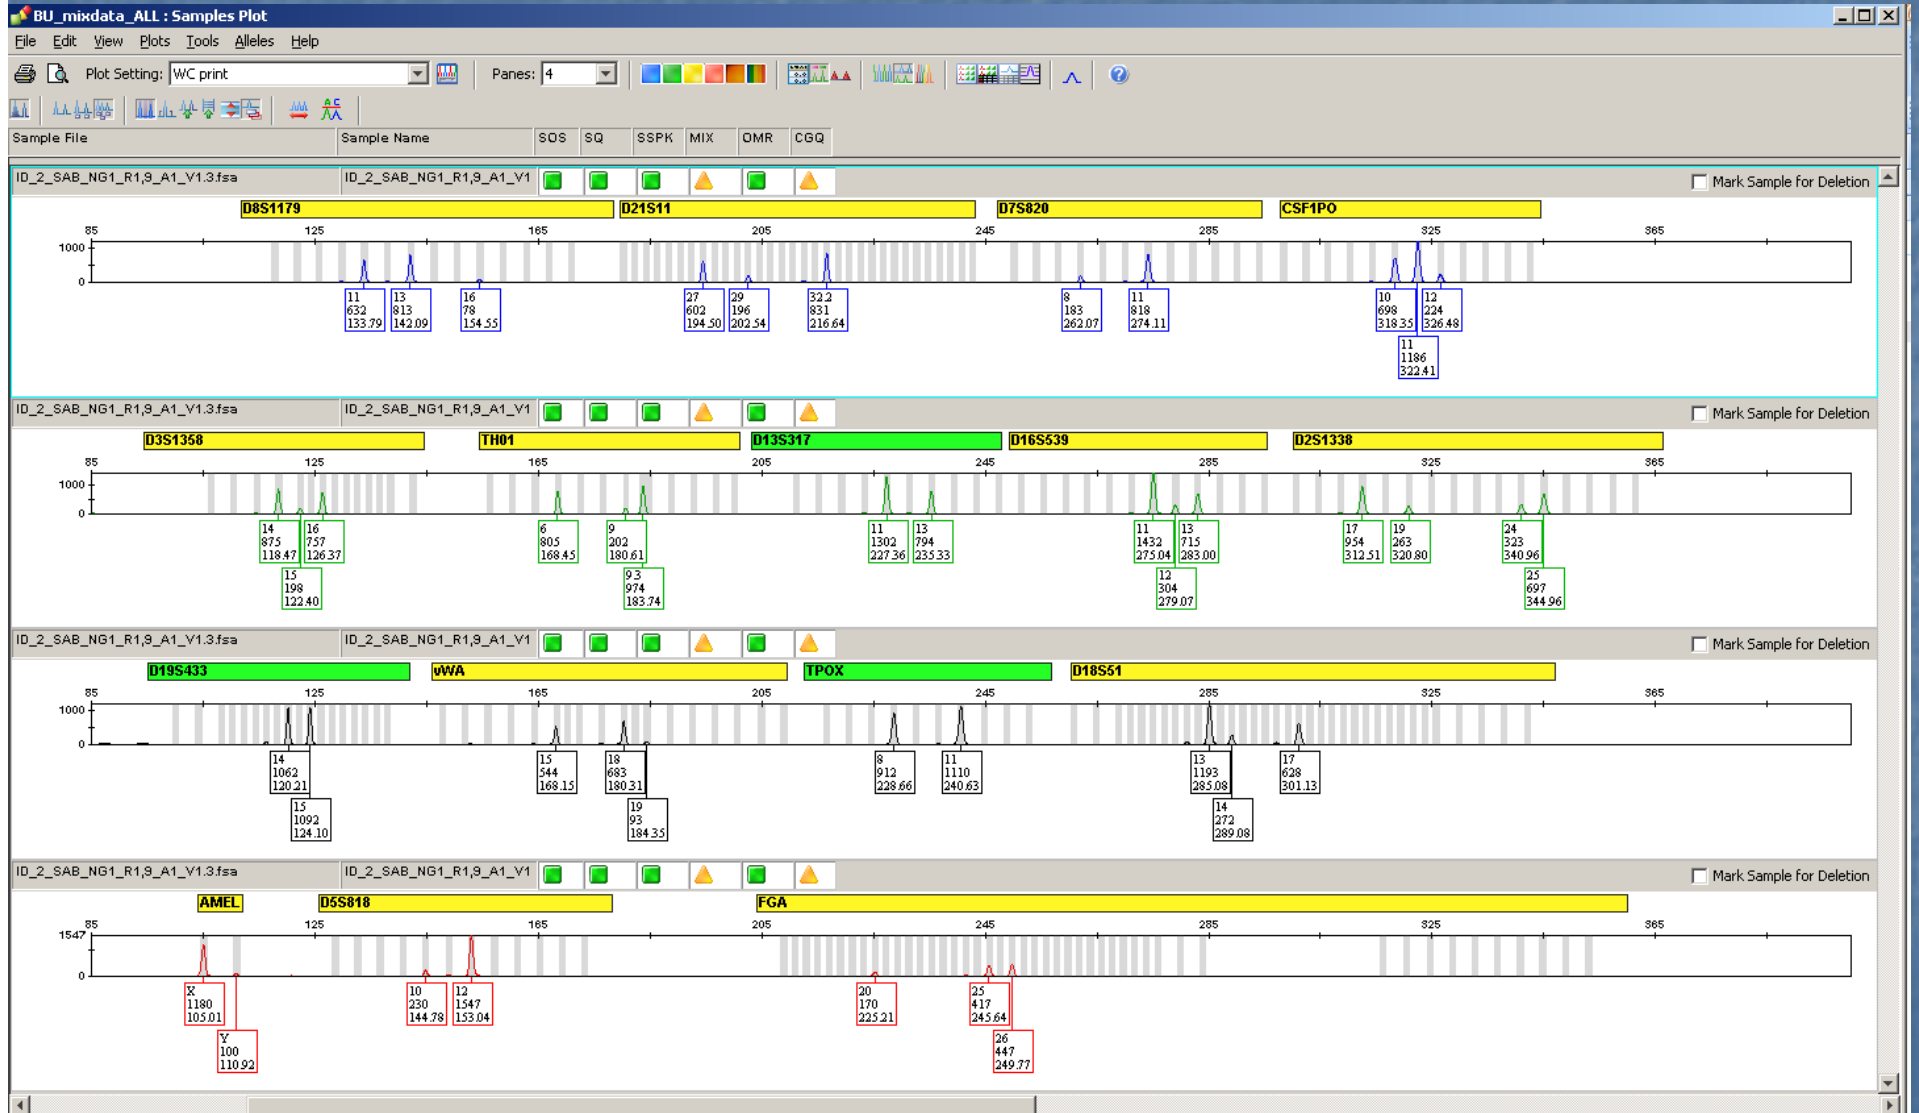 BU_mixdata_ALL : Samples Plot
File Edit View Plots Tools Alleles Help
Plot Setting: WC print Panes: 4
Sample File Sample Name SOS SQ SSPK MIX OMR CGQ
ID_2_SAB_NG1_R1,9_A1_V1.3.fsa ID_2_SAB_NG1_R1,9_A1_V1 Mark Sample for Deletion
D8S1179 D21S11 D7S820 CSF1PO
85 125 165 205 245 285 325 365
1000
0
11 13 16 27 29 32.2 8 11 10 12
632 813 78 602 196 831 183 818 698 224
133.79 142.09 154.55 194.50 202.54 216.64 262.07 274.11 318.35 326.48
11
1186
322.41
ID_2_SAB_NG1_R1,9_A1_V1.3.fsa ID_2_SAB_NG1_R1,9_A1_V1 Mark Sample for Deletion
D3S1358 TH01 D13S317 D16S539 D2S1338
85 125 165 205 245 285 325 365
1000
0
14 16 6 9 11 13 11 13 17 19 24
875 757 805 202 1302 794 1432 715 954 263 323
118.47 126.37 168.45 180.61 227.36 235.33 275.04 283.00 312.51 320.80 340.96
15 9.3 12 25
198 974 304 697
122.40 183.74 279.07 344.96
ID_2_SAB_NG1_R1,9_A1_V1.3.fsa ID_2_SAB_NG1_R1,9_A1_V1 Mark Sample for Deletion
D19S433 vWA TPOX D18S51
85 125 165 205 245 285 325 365
1000
0
14 15 18 8 11 13 17
1062 544 683 912 1110 1193 628
120.21 168.15 180.31 228.66 240.63 285.08 301.13
15 19 14
1092 93 272
124.10 184.35 289.08
ID_2_SAB_NG1_R1,9_A1_V1.3.fsa ID_2_SAB_NG1_R1,9_A1_V1 Mark Sample for Deletion
AMEL D5S818 FGA
85 125 165 205 245 285 325 365
1547
0
X 10 12 20 25
1180 230 1547 170 417
105.01 144.78 153.04 225.21 245.64
Y 26
100 447
110.92 249.77